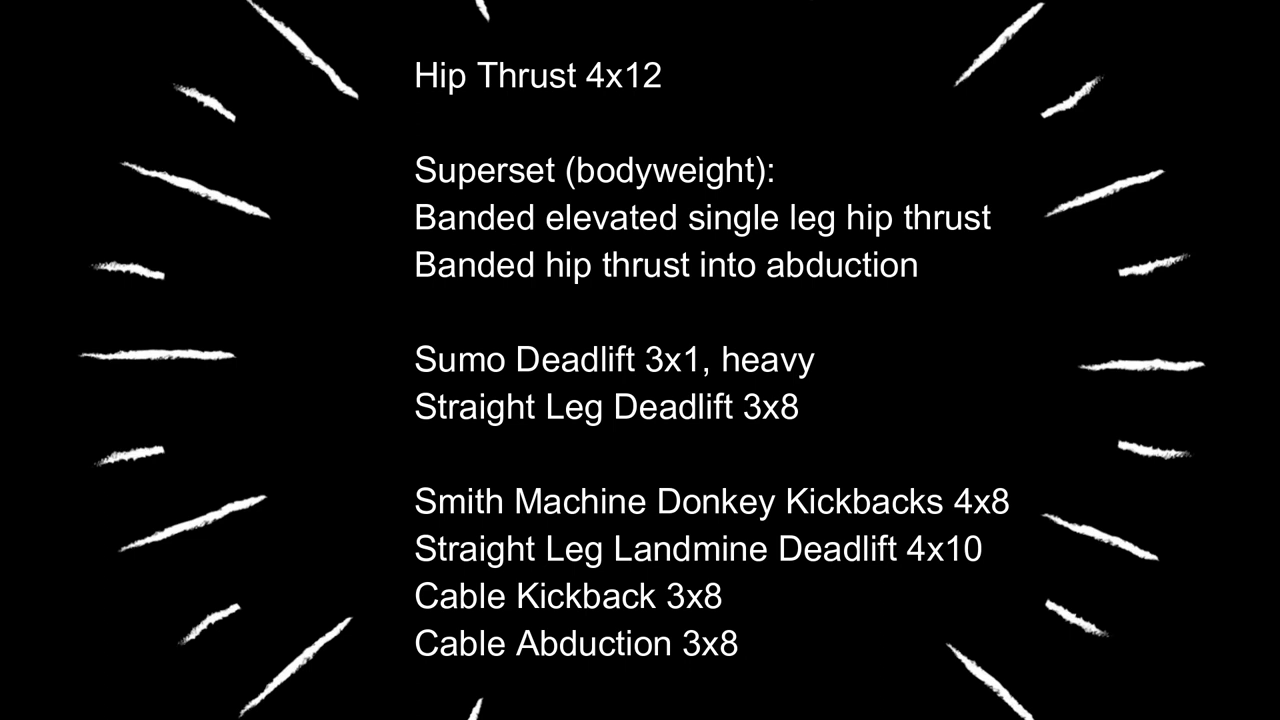 Hip Thrust 4x12
Superset (bodyweight):
Banded elevated single leg hip thrust
Banded hip thrust into abduction
Sumo Deadlift 3x1, heavy
Straight Leg Deadlift 3x8
Smith Machine Donkey Kickbacks 4x8
Straight Leg Landmine Deadlift 4x10
Cable Kickback 3x8
Cable Abduction 3x8